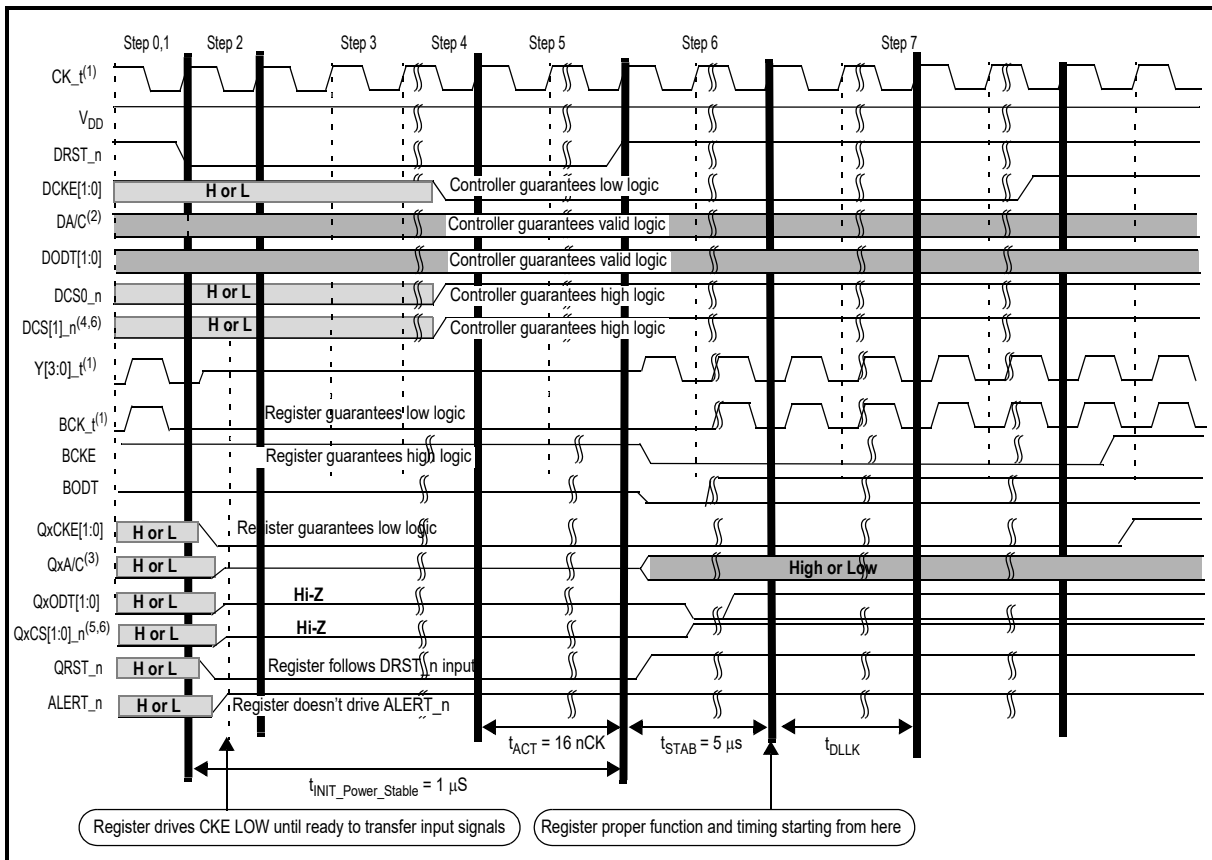 Step 0,1 Step 2 Step 3 Step 4 Step 5 Step 6 Step 7
CK_t(1)
VDD
DRST_n
DCKE[1:0] H or L Controller guarantees low logic
DA/C(2) Controller guarantees valid logic
DODT[1:0] Controller guarantees valid logic
DCS0_n H or L Controller guarantees high logic
DCS[1]_n(4,6) H or L Controller guarantees high logic
Y[3:0]_t(1)
BCK_t(1) Register guarantees low logic
BCKE Register guarantees high logic
BODT
QxCKE[1:0] H or L Register guarantees low logic
QxA/C(3) H or L High or Low
QxODT[1:0] H or L Hi-Z
QxCS[1:0]_n(5,6) H or L Hi-Z
QRST_n H or L Register follows DRST_n input
ALERT_n H or L Register doesn't drive ALERT_n
tACT = 16 nCK tSTAB = 5 µs tDLLK
tINIT_Power_Stable = 1 µS
Register drives CKE LOW until ready to transfer input signals Register proper function and timing starting from here